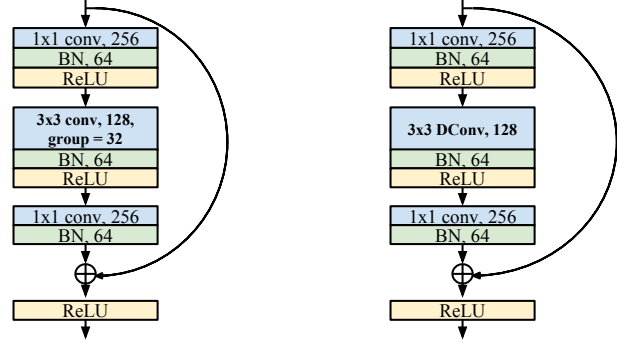 1x1 conv, 256
BN, 64
ReLU
3x3 conv, 128,
group = 32
BN, 64
ReLU
1x1 conv, 256
BN, 64
ReLU
1x1 conv, 256
BN, 64
ReLU
3x3 DConv, 128
BN, 64
ReLU
1x1 conv, 256
BN, 64
ReLU